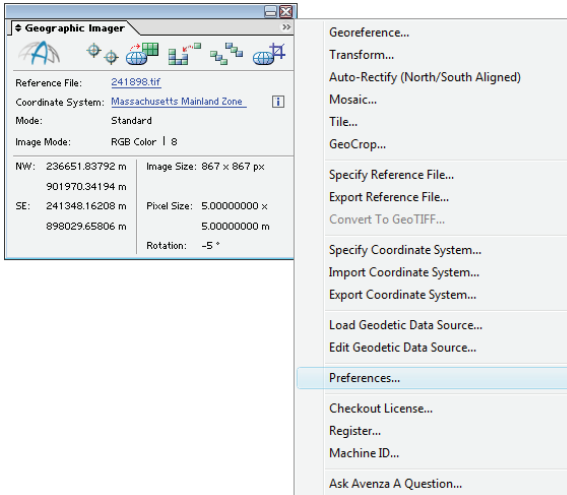 Geographic Imager
Reference File: 241898.tif
Coordinate System: Massachusetts Mainland Zone
Mode: Standard
Image Mode: RGB Color | 8
NW: 236651.83792 m Image Size: 867 x 867 px
901970.34194 m
SE: 241348.16208 m Pixel Size: 5.00000000 x
898029.65806 m 5.00000000 m
Rotation: -5 °
Georeference...
Transform...
Auto-Rectify (North/South Aligned)
Mosaic...
Tile...
GeoCrop...
Specify Reference File...
Export Reference File...
Convert To GeoTIFF...
Specify Coordinate System...
Import Coordinate System...
Export Coordinate System...
Load Geodetic Data Source...
Edit Geodetic Data Source...
Preferences...
Checkout License...
Register...
Machine ID...
Ask Avenza A Question...